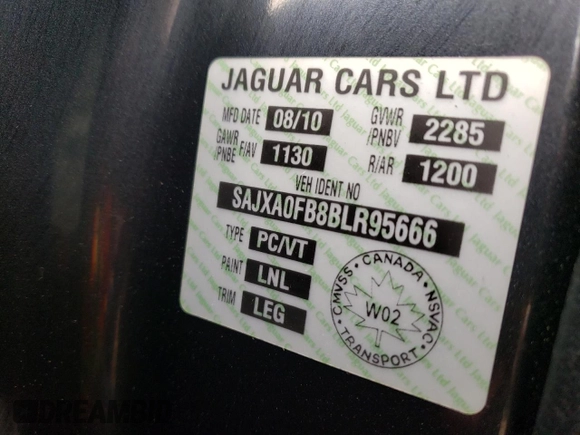 JAGUAR CARS LTD
MFD DATE 08/10 GVWR /PNBV 2285
GAWR /PNBE F/AV 1130 R/AR 1200
VEH IDENT NO
SAJXA0FB8BLR95666
TYPE PC/VT
PAINT LNL
TRIM LEG
CMVSS · CANADA · NSVAC · TRANSPORT ·
W02
DREAMBID